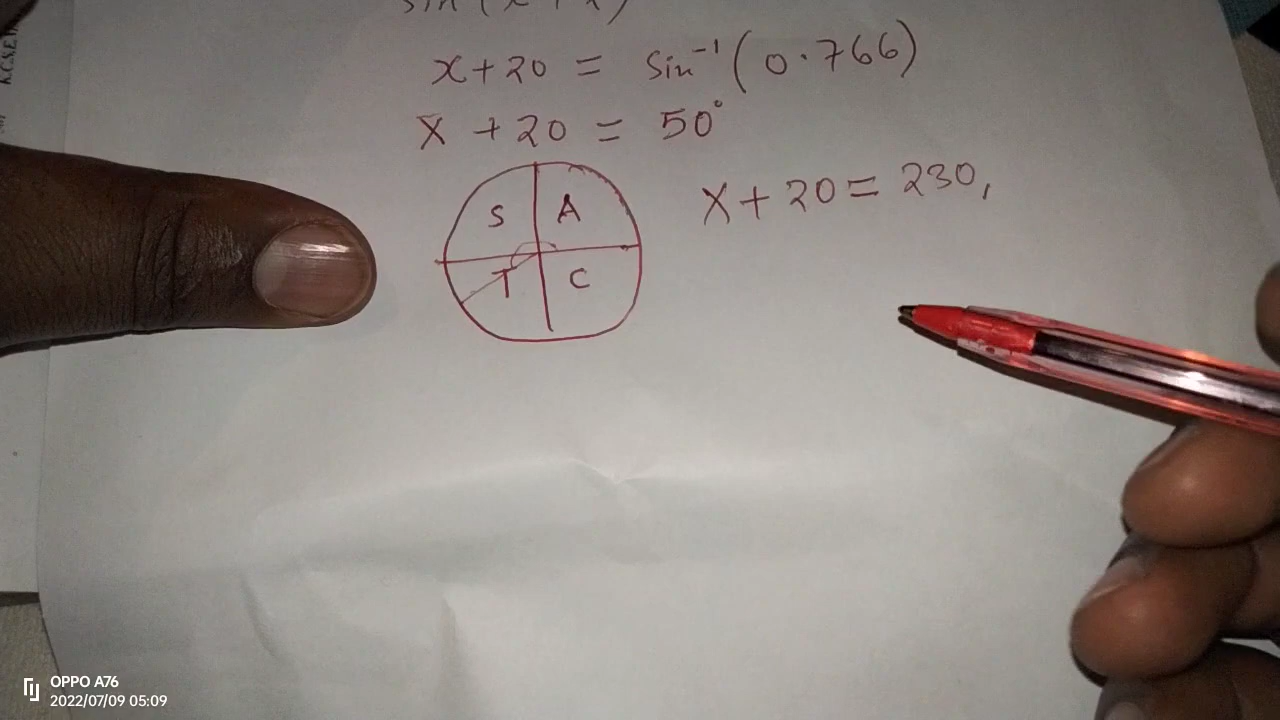 x+20 = Sin⁻¹(0.766)
x+20 = 50°
X+20=230,
S A
T C
OPPO A76
2022/07/09 05:09